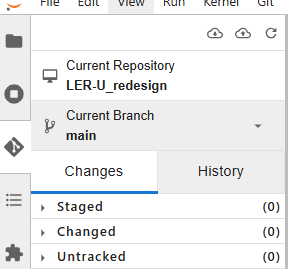 File Edit View Run Kernel Git
Current Repository
LER-U_redesign
Current Branch
main
Changes History
Staged (0)
Changed (0)
Untracked (0)